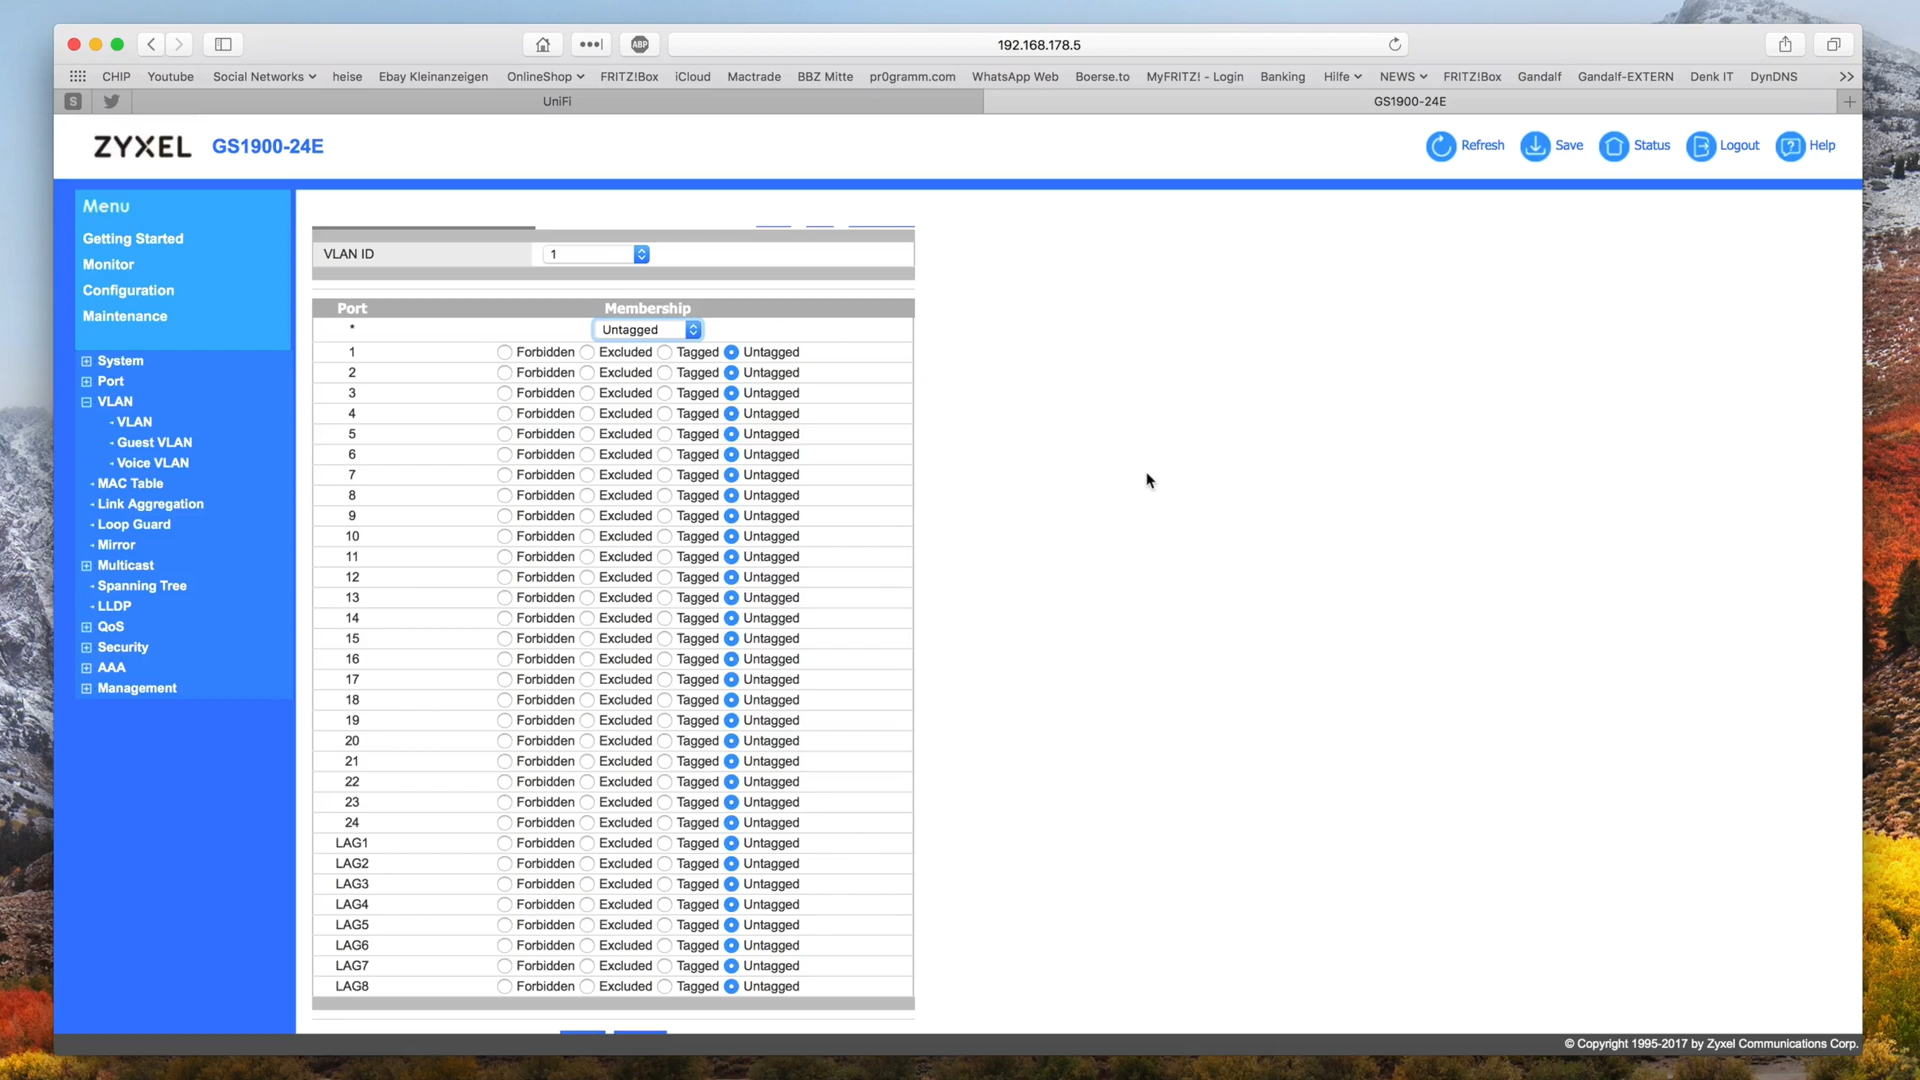 192.168.178.5
ABP
CHIP Youtube Social Networks heise Ebay Kleinanzeigen OnlineShop FRITZ!Box iCloud Mactrade BBZ Mitte pr0gramm.com WhatsApp Web Boerse.to MyFRITZ! - Login Banking Hilfe NEWS FRITZ!Box Gandalf Gandalf-EXTERN Denk IT DynDNS
S UniFi GS1900-24E
ZYXEL GS1900-24E Refresh Save Status Logout Help
Menu
Getting Started
Monitor
Configuration
Maintenance
System
Port
VLAN
VLAN
Guest VLAN
Voice VLAN
MAC Table
Link Aggregation
Loop Guard
Mirror
Multicast
Spanning Tree
LLDP
QoS
Security
AAA
Management
VLAN ID 1
Port Membership
* Untagged
1 Forbidden Excluded Tagged Untagged
2 Forbidden Excluded Tagged Untagged
3 Forbidden Excluded Tagged Untagged
4 Forbidden Excluded Tagged Untagged
5 Forbidden Excluded Tagged Untagged
6 Forbidden Excluded Tagged Untagged
7 Forbidden Excluded Tagged Untagged
8 Forbidden Excluded Tagged Untagged
9 Forbidden Excluded Tagged Untagged
10 Forbidden Excluded Tagged Untagged
11 Forbidden Excluded Tagged Untagged
12 Forbidden Excluded Tagged Untagged
13 Forbidden Excluded Tagged Untagged
14 Forbidden Excluded Tagged Untagged
15 Forbidden Excluded Tagged Untagged
16 Forbidden Excluded Tagged Untagged
17 Forbidden Excluded Tagged Untagged
18 Forbidden Excluded Tagged Untagged
19 Forbidden Excluded Tagged Untagged
20 Forbidden Excluded Tagged Untagged
21 Forbidden Excluded Tagged Untagged
22 Forbidden Excluded Tagged Untagged
23 Forbidden Excluded Tagged Untagged
24 Forbidden Excluded Tagged Untagged
LAG1 Forbidden Excluded Tagged Untagged
LAG2 Forbidden Excluded Tagged Untagged
LAG3 Forbidden Excluded Tagged Untagged
LAG4 Forbidden Excluded Tagged Untagged
LAG5 Forbidden Excluded Tagged Untagged
LAG6 Forbidden Excluded Tagged Untagged
LAG7 Forbidden Excluded Tagged Untagged
LAG8 Forbidden Excluded Tagged Untagged
© Copyright 1995-2017 by Zyxel Communications Corp.